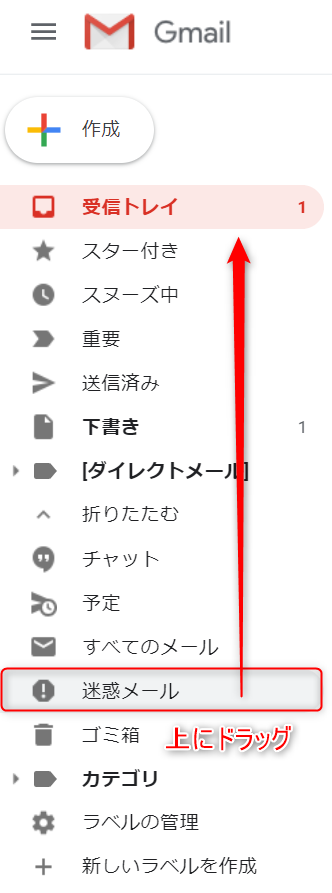 Gmail
作成
受信トレイ 1
スター付き
スヌーズ中
重要
送信済み
下書き 1
[ダイレクトメール]
折りたたむ
チャット
予定
すべてのメール
迷惑メール
ゴミ箱
上にドラッグ
カテゴリ
ラベルの管理
新しいラベルを作成